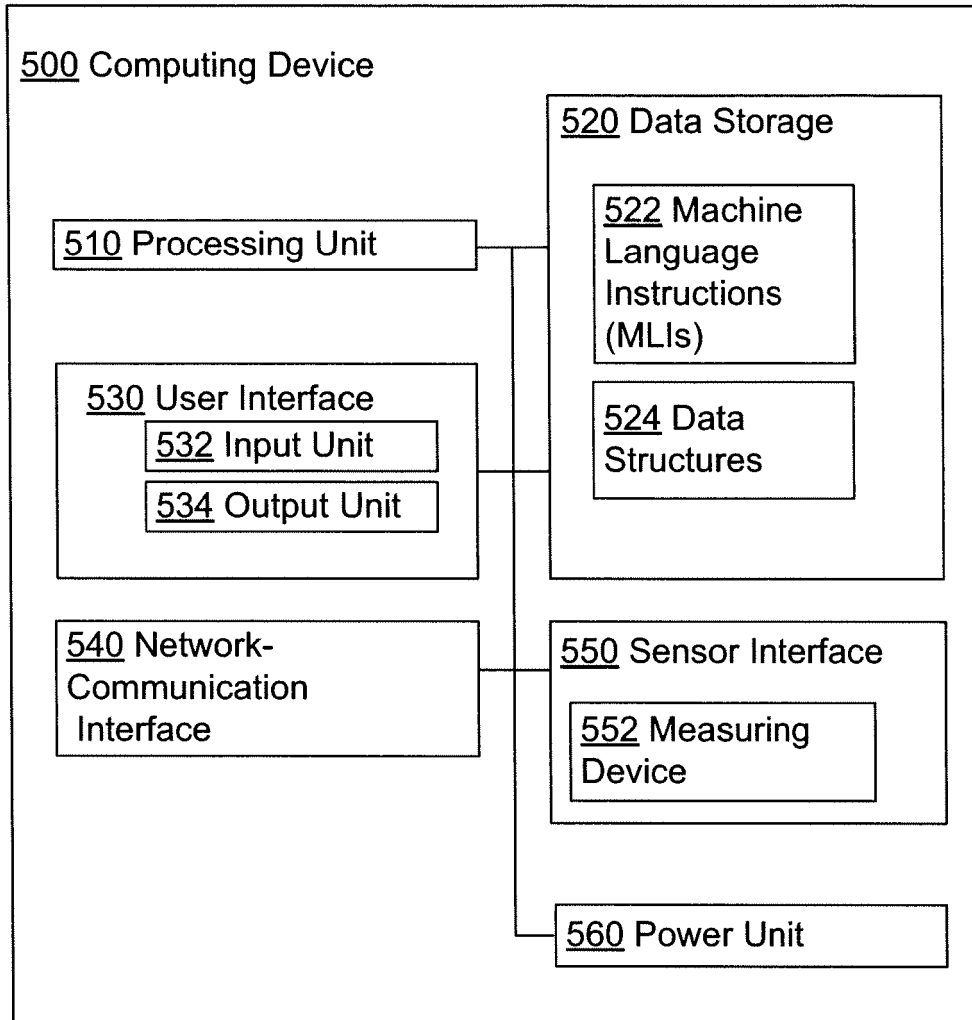 500 Computing Device
520 Data Storage
522 Machine
Language
Instructions
(MLIs)
510 Processing Unit
530 User Interface
532 Input Unit
534 Output Unit
524 Data
Structures
540 Network-
Communication
Interface
550 Sensor Interface
552 Measuring
Device
560 Power Unit